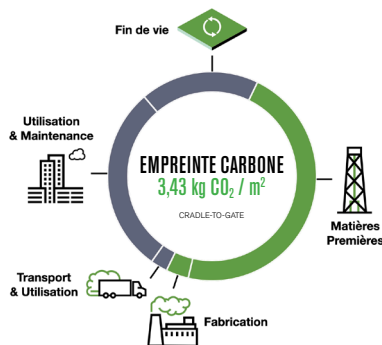 Fin de vie
Utilisation
& Maintenance
EMPREINTE CARBONE
3,43 kg CO₂ / m²
CRADLE-TO-GATE
Matières
Premières
Transport
& Utilisation
Fabrication